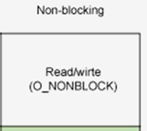 Non-blocking
Read/wirte
(O_NONBLOCK)